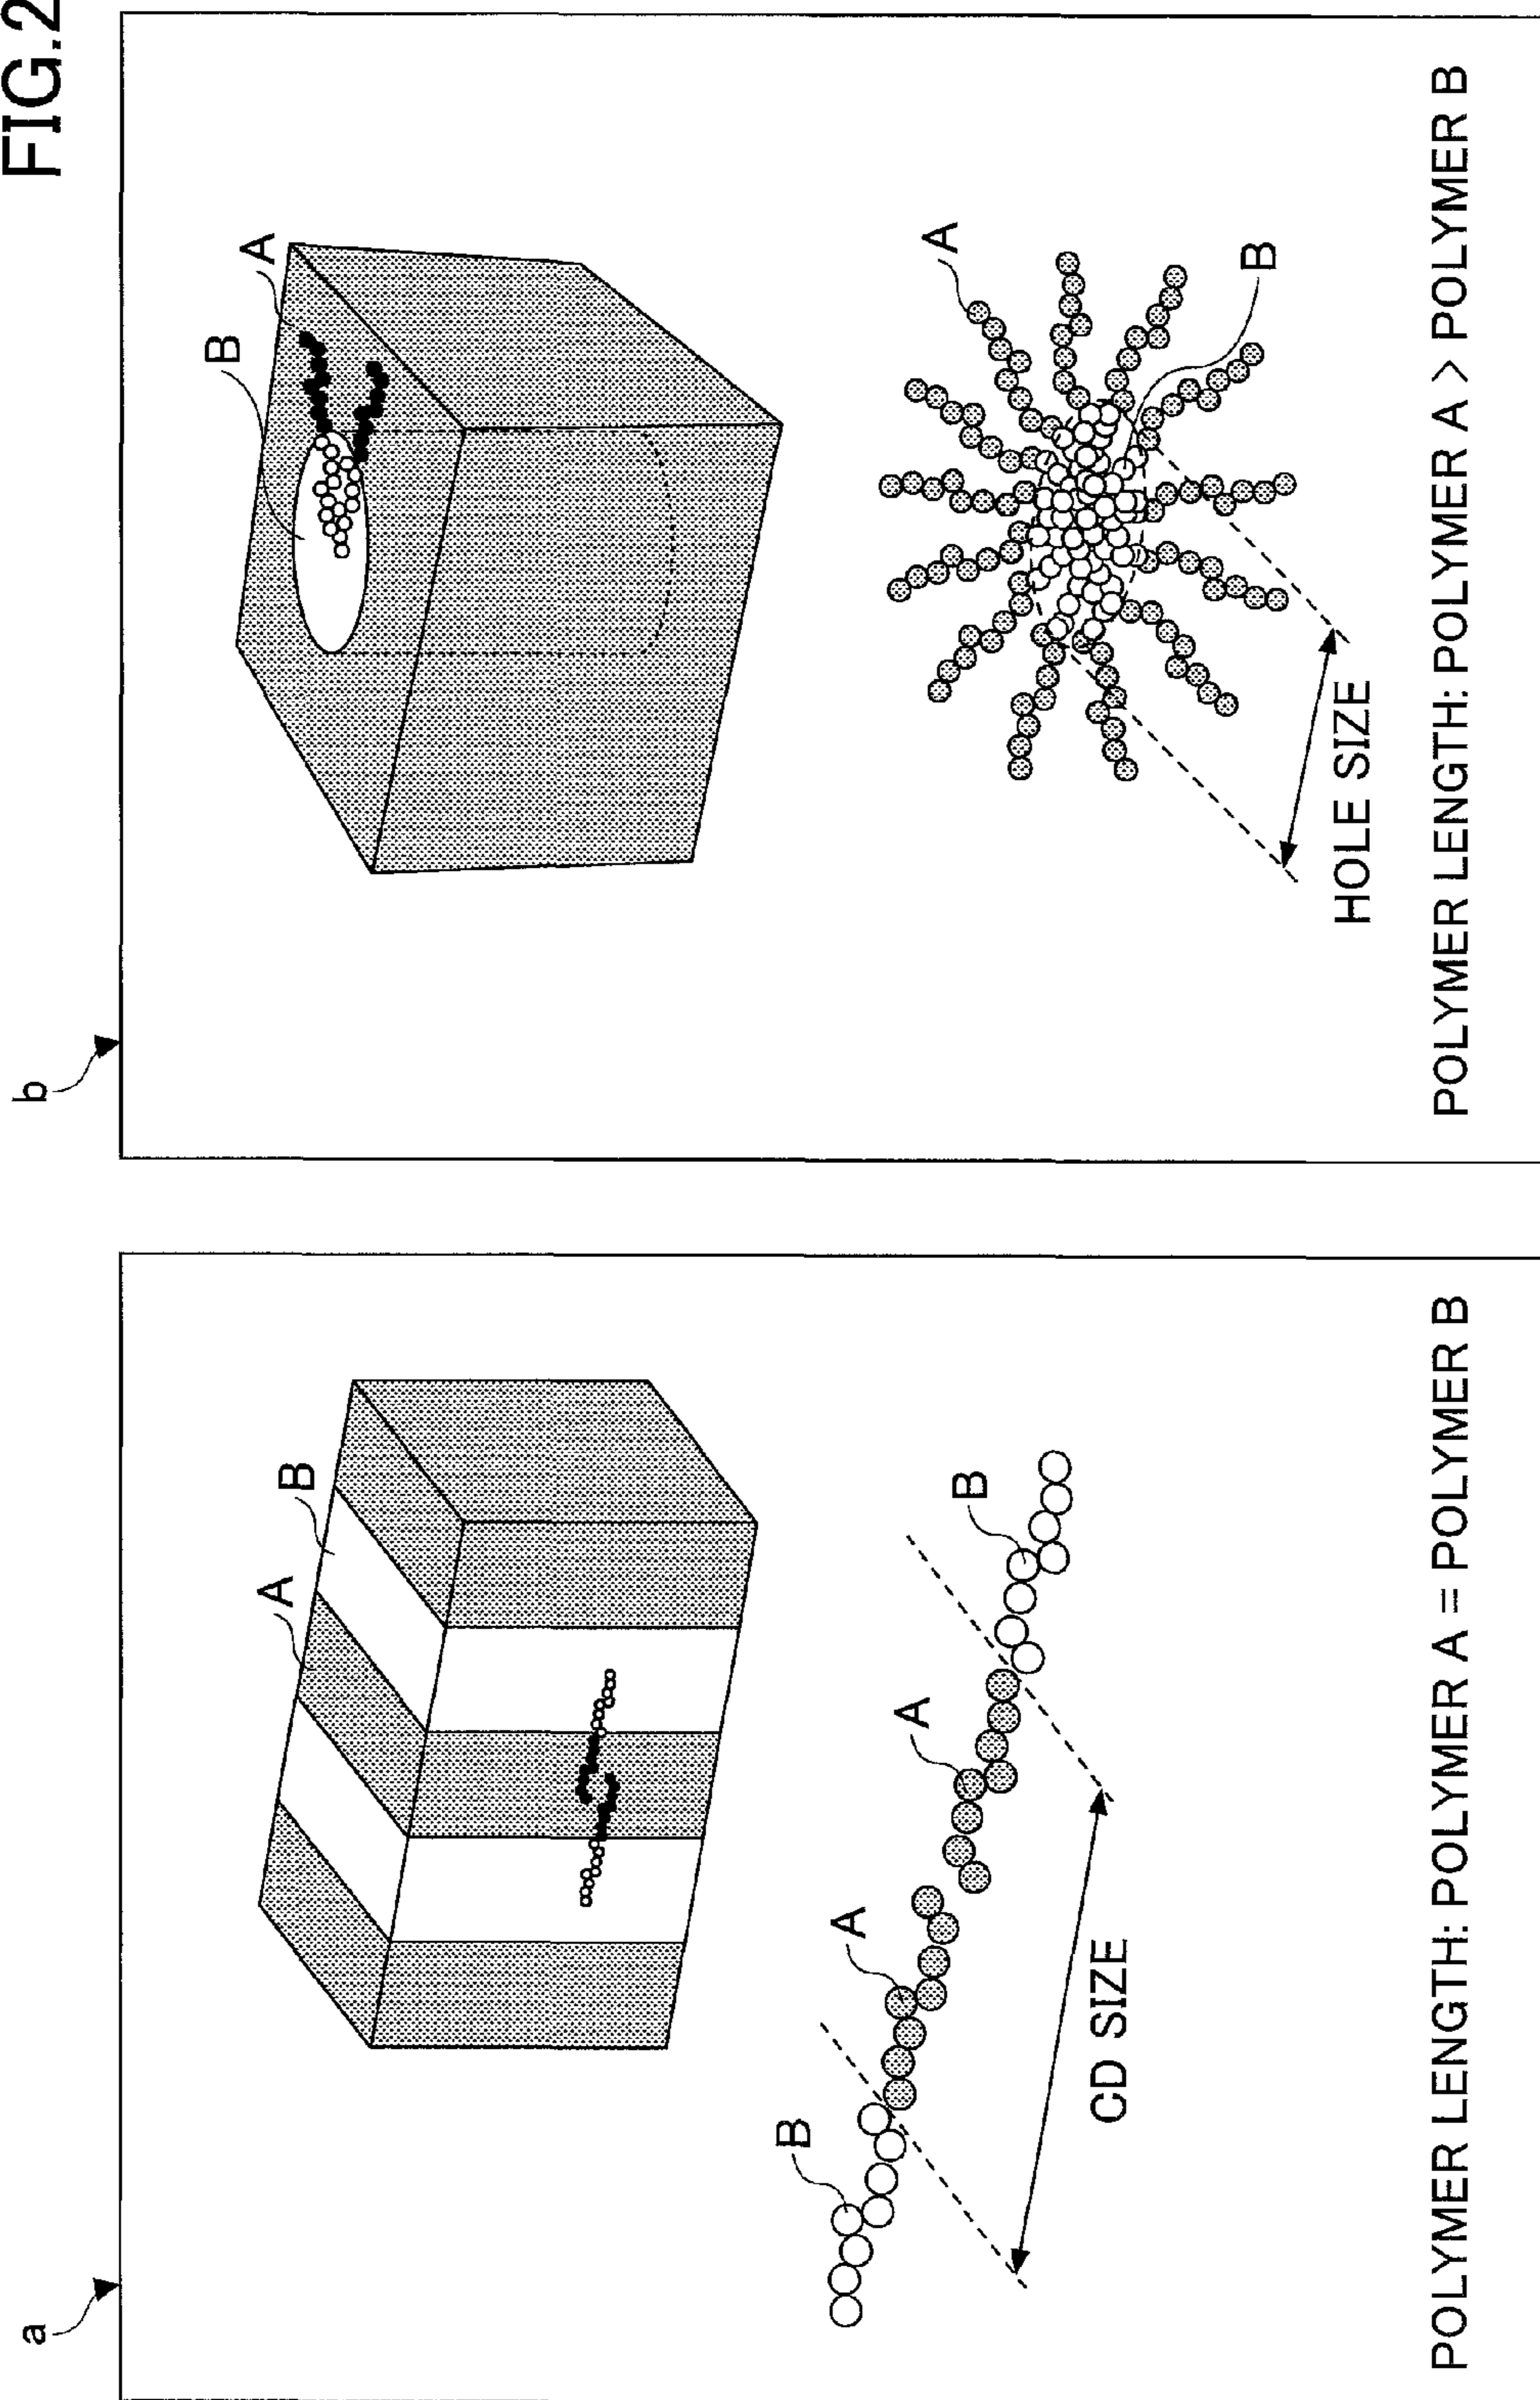 FIG.2
a
A
B
B
A
A
B
CD SIZE
POLYMER LENGTH: POLYMER A = POLYMER B
b
B
A
A
B
HOLE SIZE
POLYMER LENGTH: POLYMER A > POLYMER B